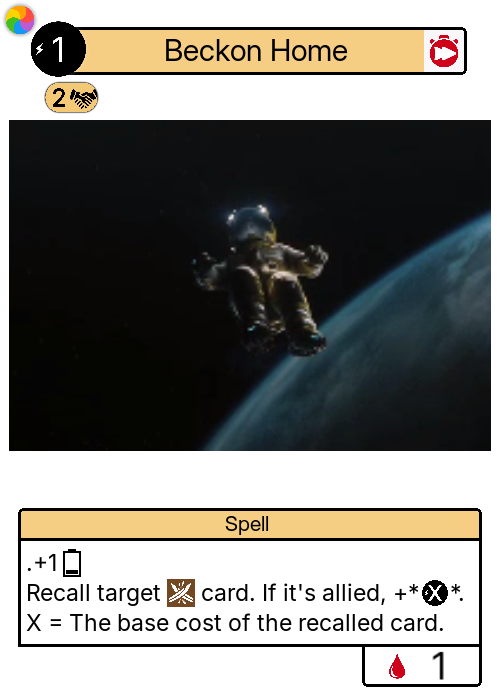 1
Beckon Home
2
Spell
.+1
Recall target card. If it's allied, +*X*.
X = The base cost of the recalled card.
1